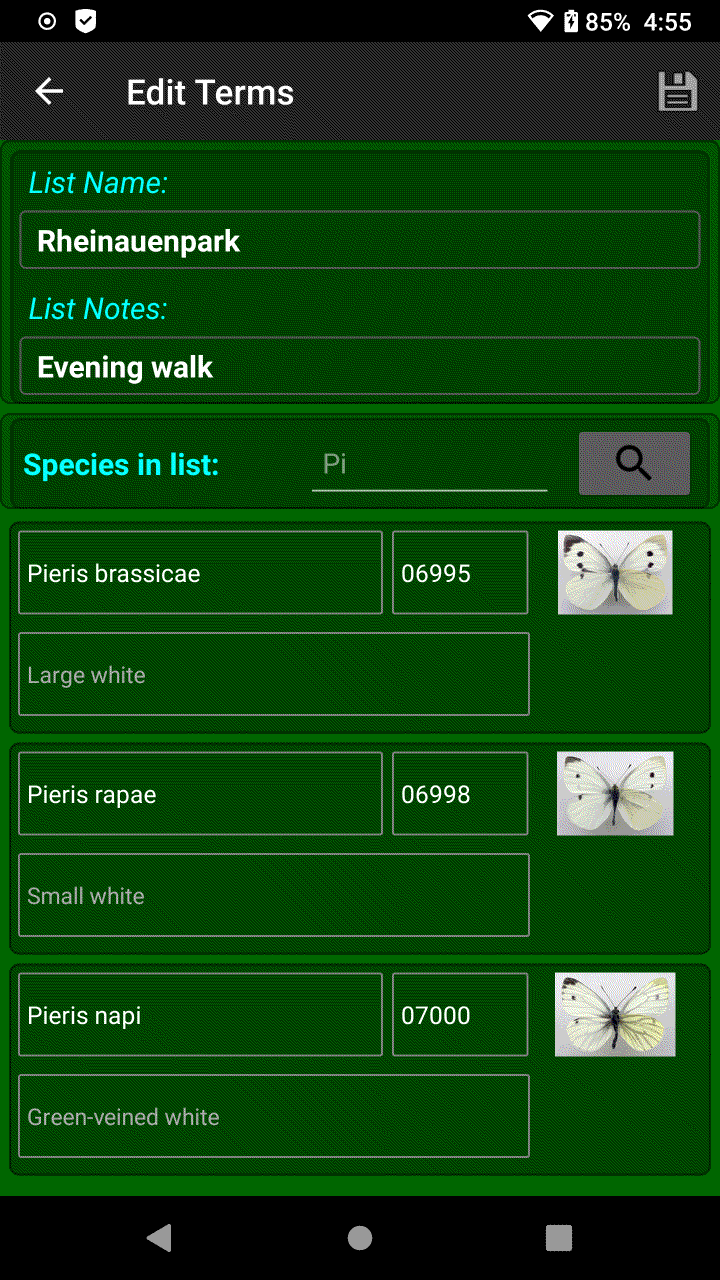 85% 4:55
Edit Terms
List Name:
Rheinauenpark
List Notes:
Evening walk
Species in list: Pi
Pieris brassicae 06995
Large white
Pieris rapae 06998
Small white
Pieris napi 07000
Green-veined white